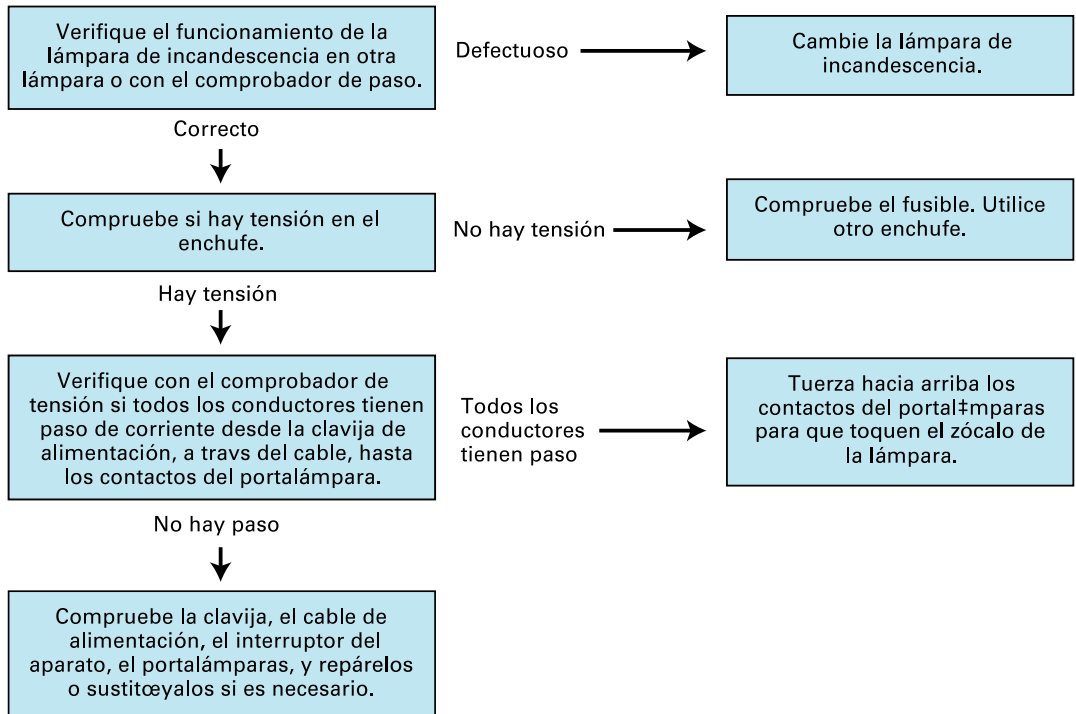 Verifique el funcionamiento de la
lámpara de incandescencia en otra
lámpara o con el comprobador de paso.
Defectuoso
Cambie la lámpara de
incandescencia.
Correcto
Compruebe si hay tensión en el
enchufe.
No hay tensión
Compruebe el fusible. Utilice
otro enchufe.
Hay tensión
Verifique con el comprobador de
tensión si todos los conductores tienen
paso de corriente desde la clavija de
alimentación, a travs del cable, hasta
los contactos del portalámpara.
Todos los
conductores
tienen paso
Tuerza hacia arriba los
contactos del portal‡mparas
para que toquen el zócalo de
la lámpara.
No hay paso
Compruebe la clavija, el cable de
alimentación, el interruptor del
aparato, el portalámparas, y repárelos
o sustitœyalos si es necesario.